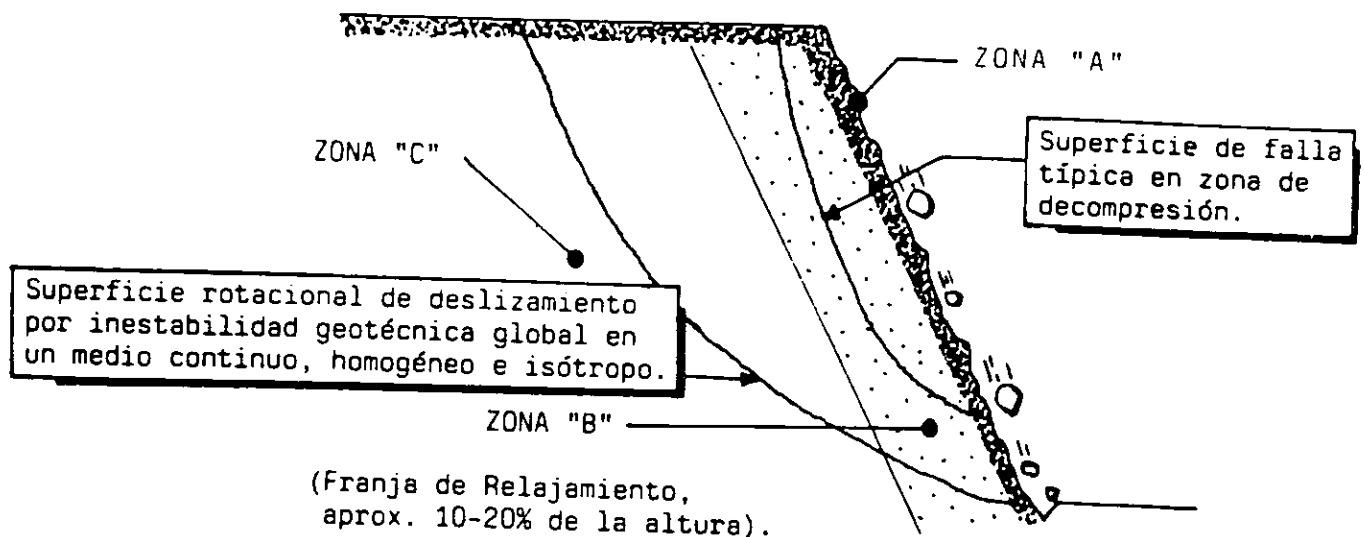 ZONA "A"
Superficie de falla
típica en zona de
decompresión.
ZONA "C"
Superficie rotacional de deslizamiento
por inestabilidad geotécnica global en
un medio continuo, homogéneo e isótropo.
ZONA "B"
(Franja de Relajamiento,
aprox. 10-20% de la altura).